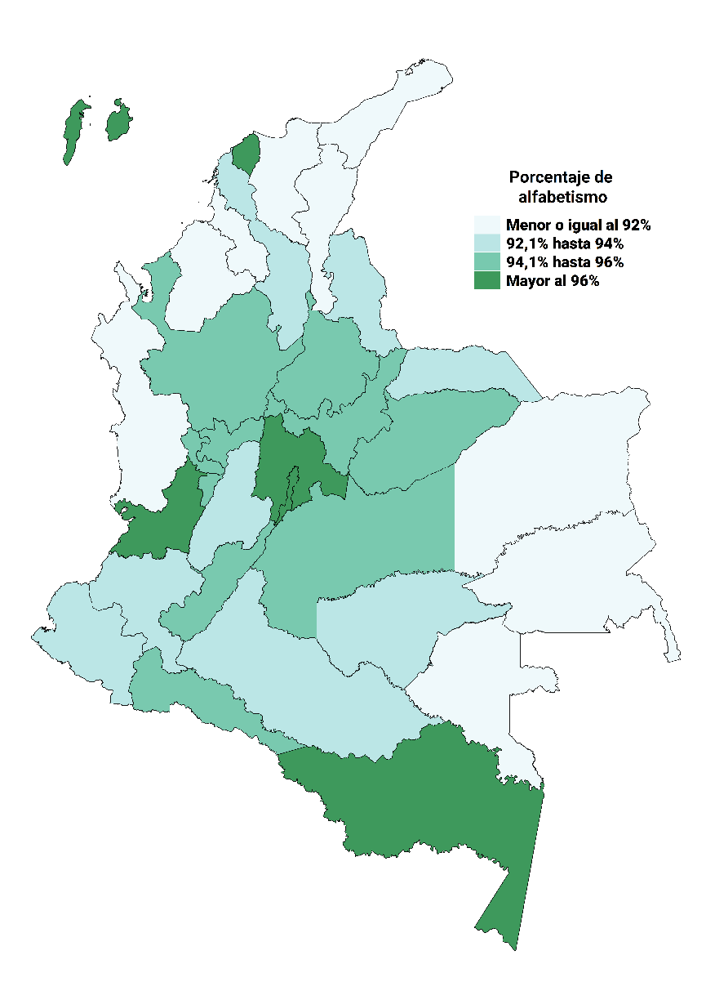 Porcentaje de
alfabetismo
Menor o igual al 92%
92,1% hasta 94%
94,1% hasta 96%
Mayor al 96%